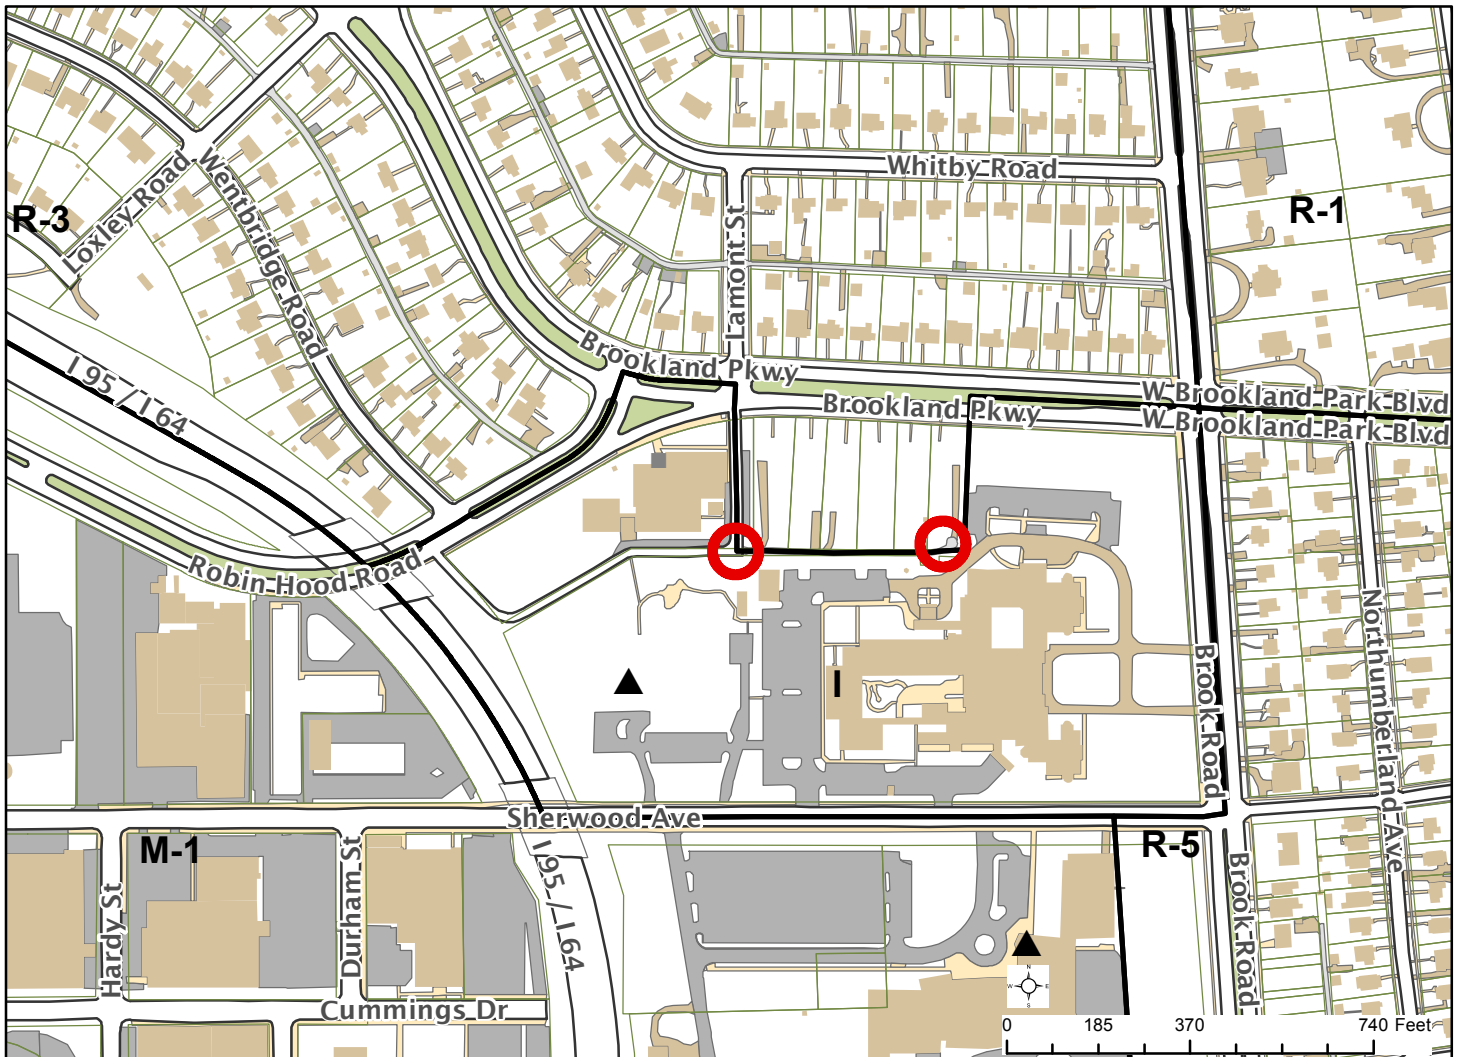 Whitby Road
R-3
Loxley Road
Wentbridge Road
Lamont St
R-1
I 95 / I 64
Brookland Pkwy
Brookland Pkwy
W Brookland Park Blvd
W Brookland Park Blvd
Robin Hood Road
I
Brook Road
Northumberland Ave
Sherwood Ave
M-1
R-5
Hardy St
Durham St
I 95 / I 64
Brook Road
Cummings Dr
N
W E
S
0 185 370 740 Feet